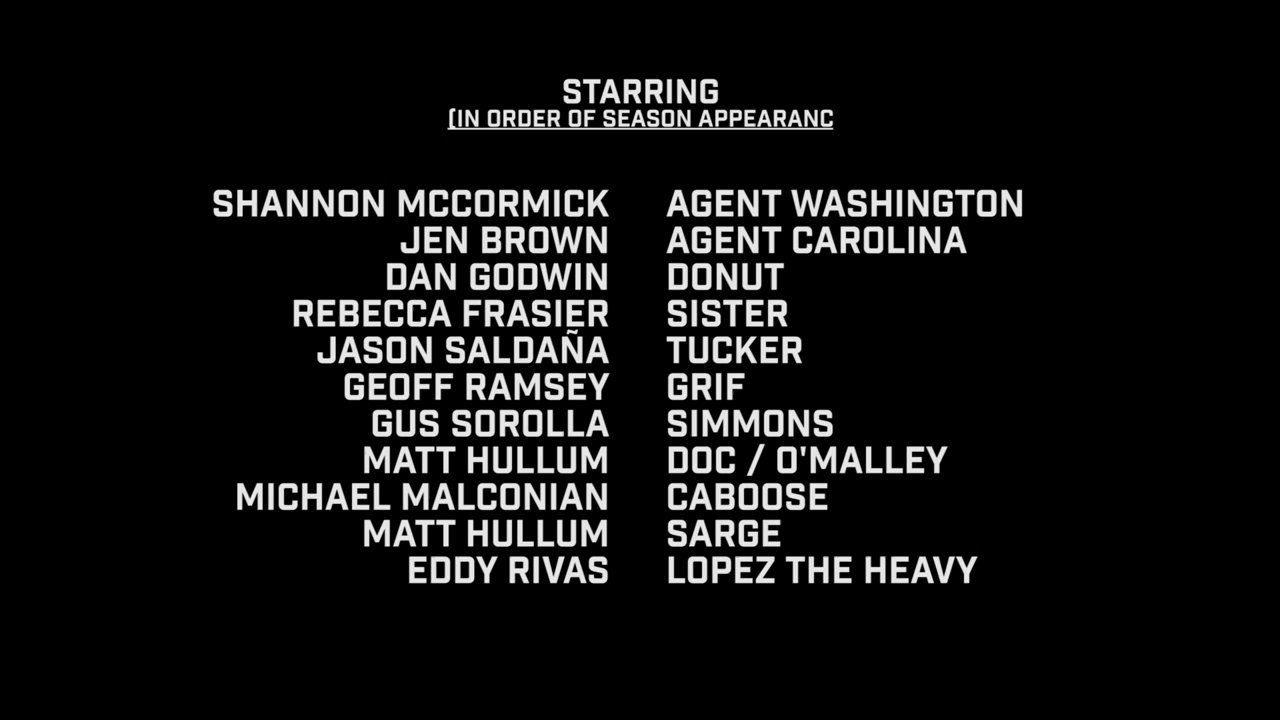 STARRING
(IN ORDER OF SEASON APPEARANC
SHANNON MCCORMICK AGENT WASHINGTON
JEN BROWN AGENT CAROLINA
DAN GODWIN DONUT
REBECCA FRASIER SISTER
JASON SALDAÑA TUCKER
GEOFF RAMSEY GRIF
GUS SOROLLA SIMMONS
MATT HULLUM DOC / O'MALLEY
MICHAEL MALCONIAN CABOOSE
MATT HULLUM SARGE
EDDY RIVAS LOPEZ THE HEAVY